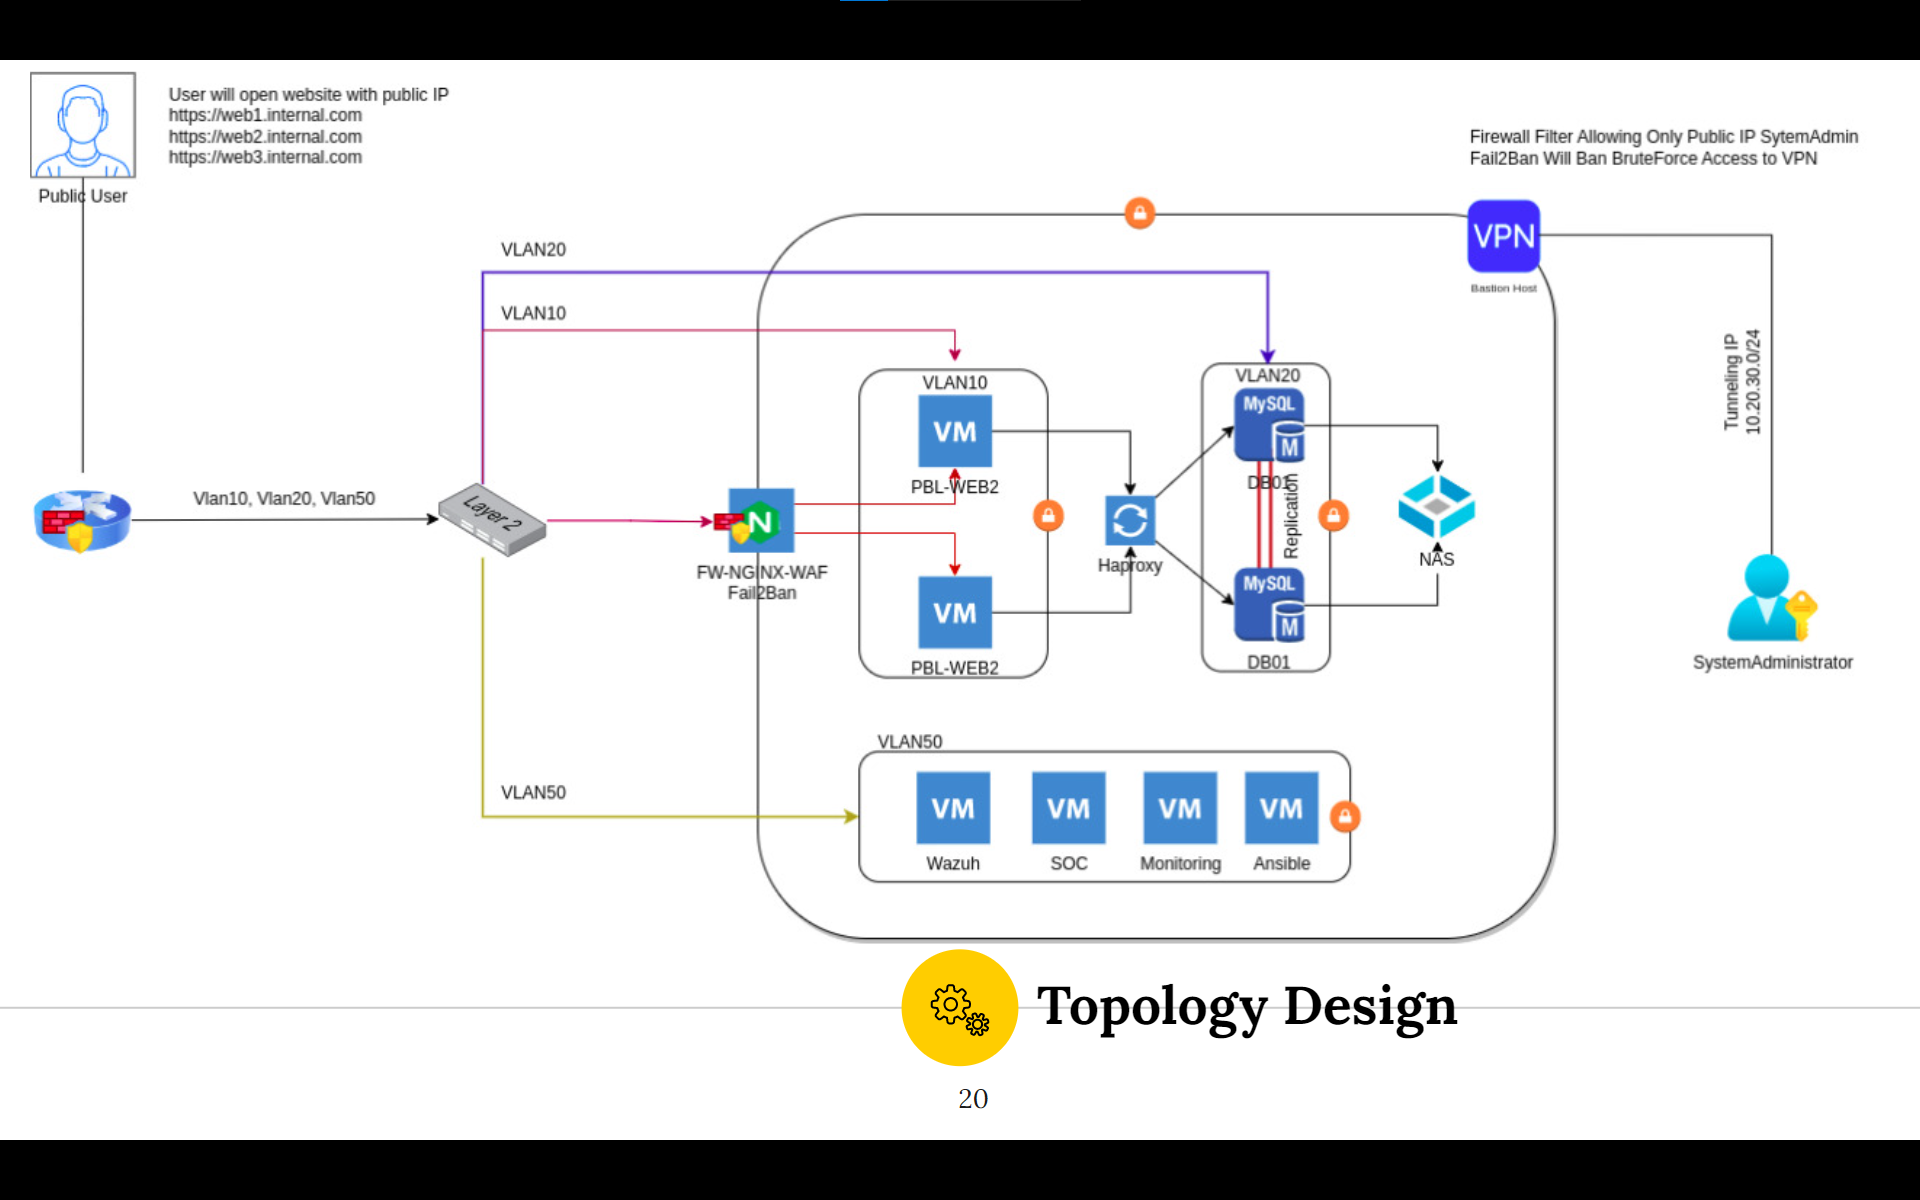 User will open website with public IP
https://web1.internal.com
https://web2.internal.com
https://web3.internal.com
Public User
Firewall Filter Allowing Only Public IP SytemAdmin
Fail2Ban Will Ban BruteForce Access to VPN
VPN
Bastion Host
VLAN20
VLAN10
Tunneling IP
10.20.30.0/24
Vlan10, Vlan20, Vlan50
Layer 2
N
FW-NGINX-WAF
Fail2Ban
VLAN10
VM
PBL-WEB2
VM
PBL-WEB2
Haproxy
VLAN20
MySQL
M
DB01
Replication
MySQL
M
DB01
NAS
SystemAdministrator
VLAN50
VLAN50
VM
Wazuh
VM
SOC
VM
Monitoring
VM
Ansible
Topology Design
20